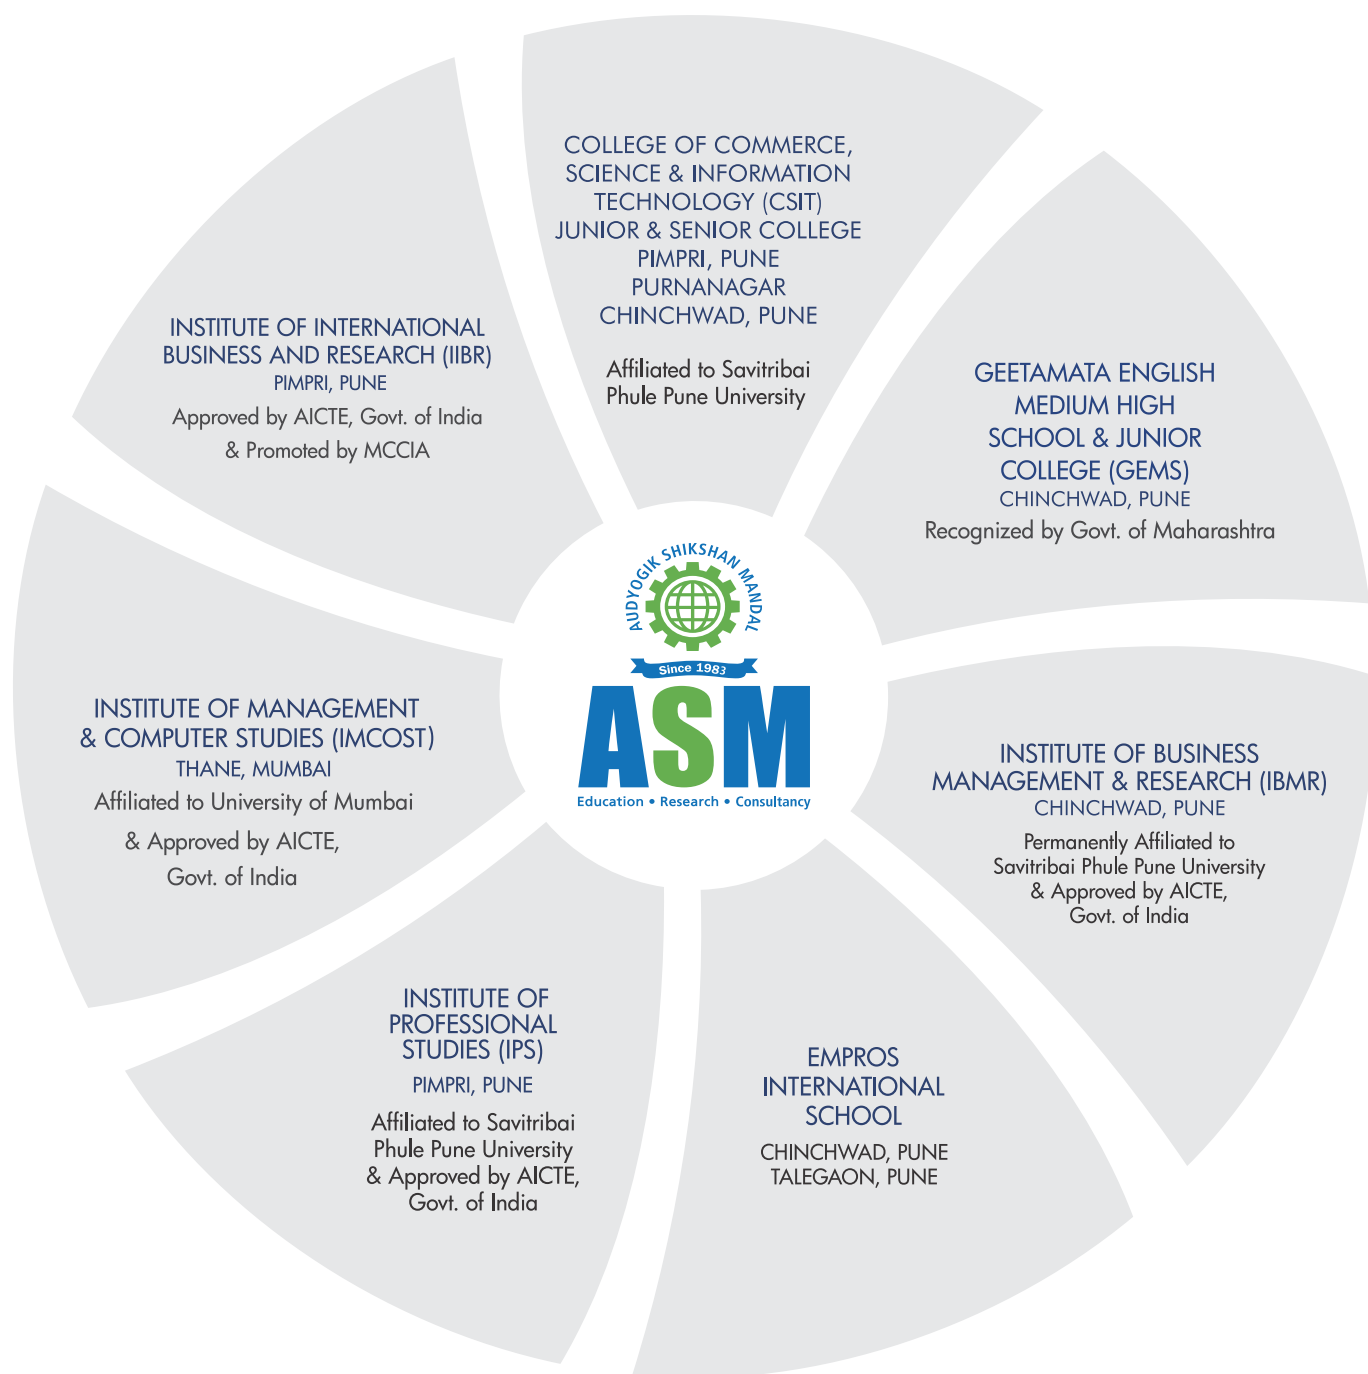 COLLEGE OF COMMERCE,
SCIENCE & INFORMATION
TECHNOLOGY (CSIT)
JUNIOR & SENIOR COLLEGE
PIMPRI, PUNE
PURNANAGAR
CHINCHWAD, PUNE
Affiliated to Savitribai
Phule Pune University
GEETAMATA ENGLISH
MEDIUM HIGH
SCHOOL & JUNIOR
COLLEGE (GEMS)
CHINCHWAD, PUNE
Recognized by Govt. of Maharashtra
INSTITUTE OF BUSINESS
MANAGEMENT & RESEARCH (IBMR)
CHINCHWAD, PUNE
Permanently Affiliated to
Savitribai Phule Pune University
& Approved by AICTE,
Govt. of India
EMPROS
INTERNATIONAL
SCHOOL
CHINCHWAD, PUNE
TALEGAON, PUNE
INSTITUTE OF
PROFESSIONAL
STUDIES (IPS)
PIMPRI, PUNE
Affiliated to Savitribai
Phule Pune University
& Approved by AICTE,
Govt. of India
INSTITUTE OF MANAGEMENT
& COMPUTER STUDIES (IMCOST)
THANE, MUMBAI
Affiliated to University of Mumbai
& Approved by AICTE,
Govt. of India
INSTITUTE OF INTERNATIONAL
BUSINESS AND RESEARCH (IIBR)
PIMPRI, PUNE
Approved by AICTE, Govt. of India
& Promoted by MCCIA
AUDYOGIK SHIKSHAN MANDAL
Since 1983
ASM
Education • Research • Consultancy